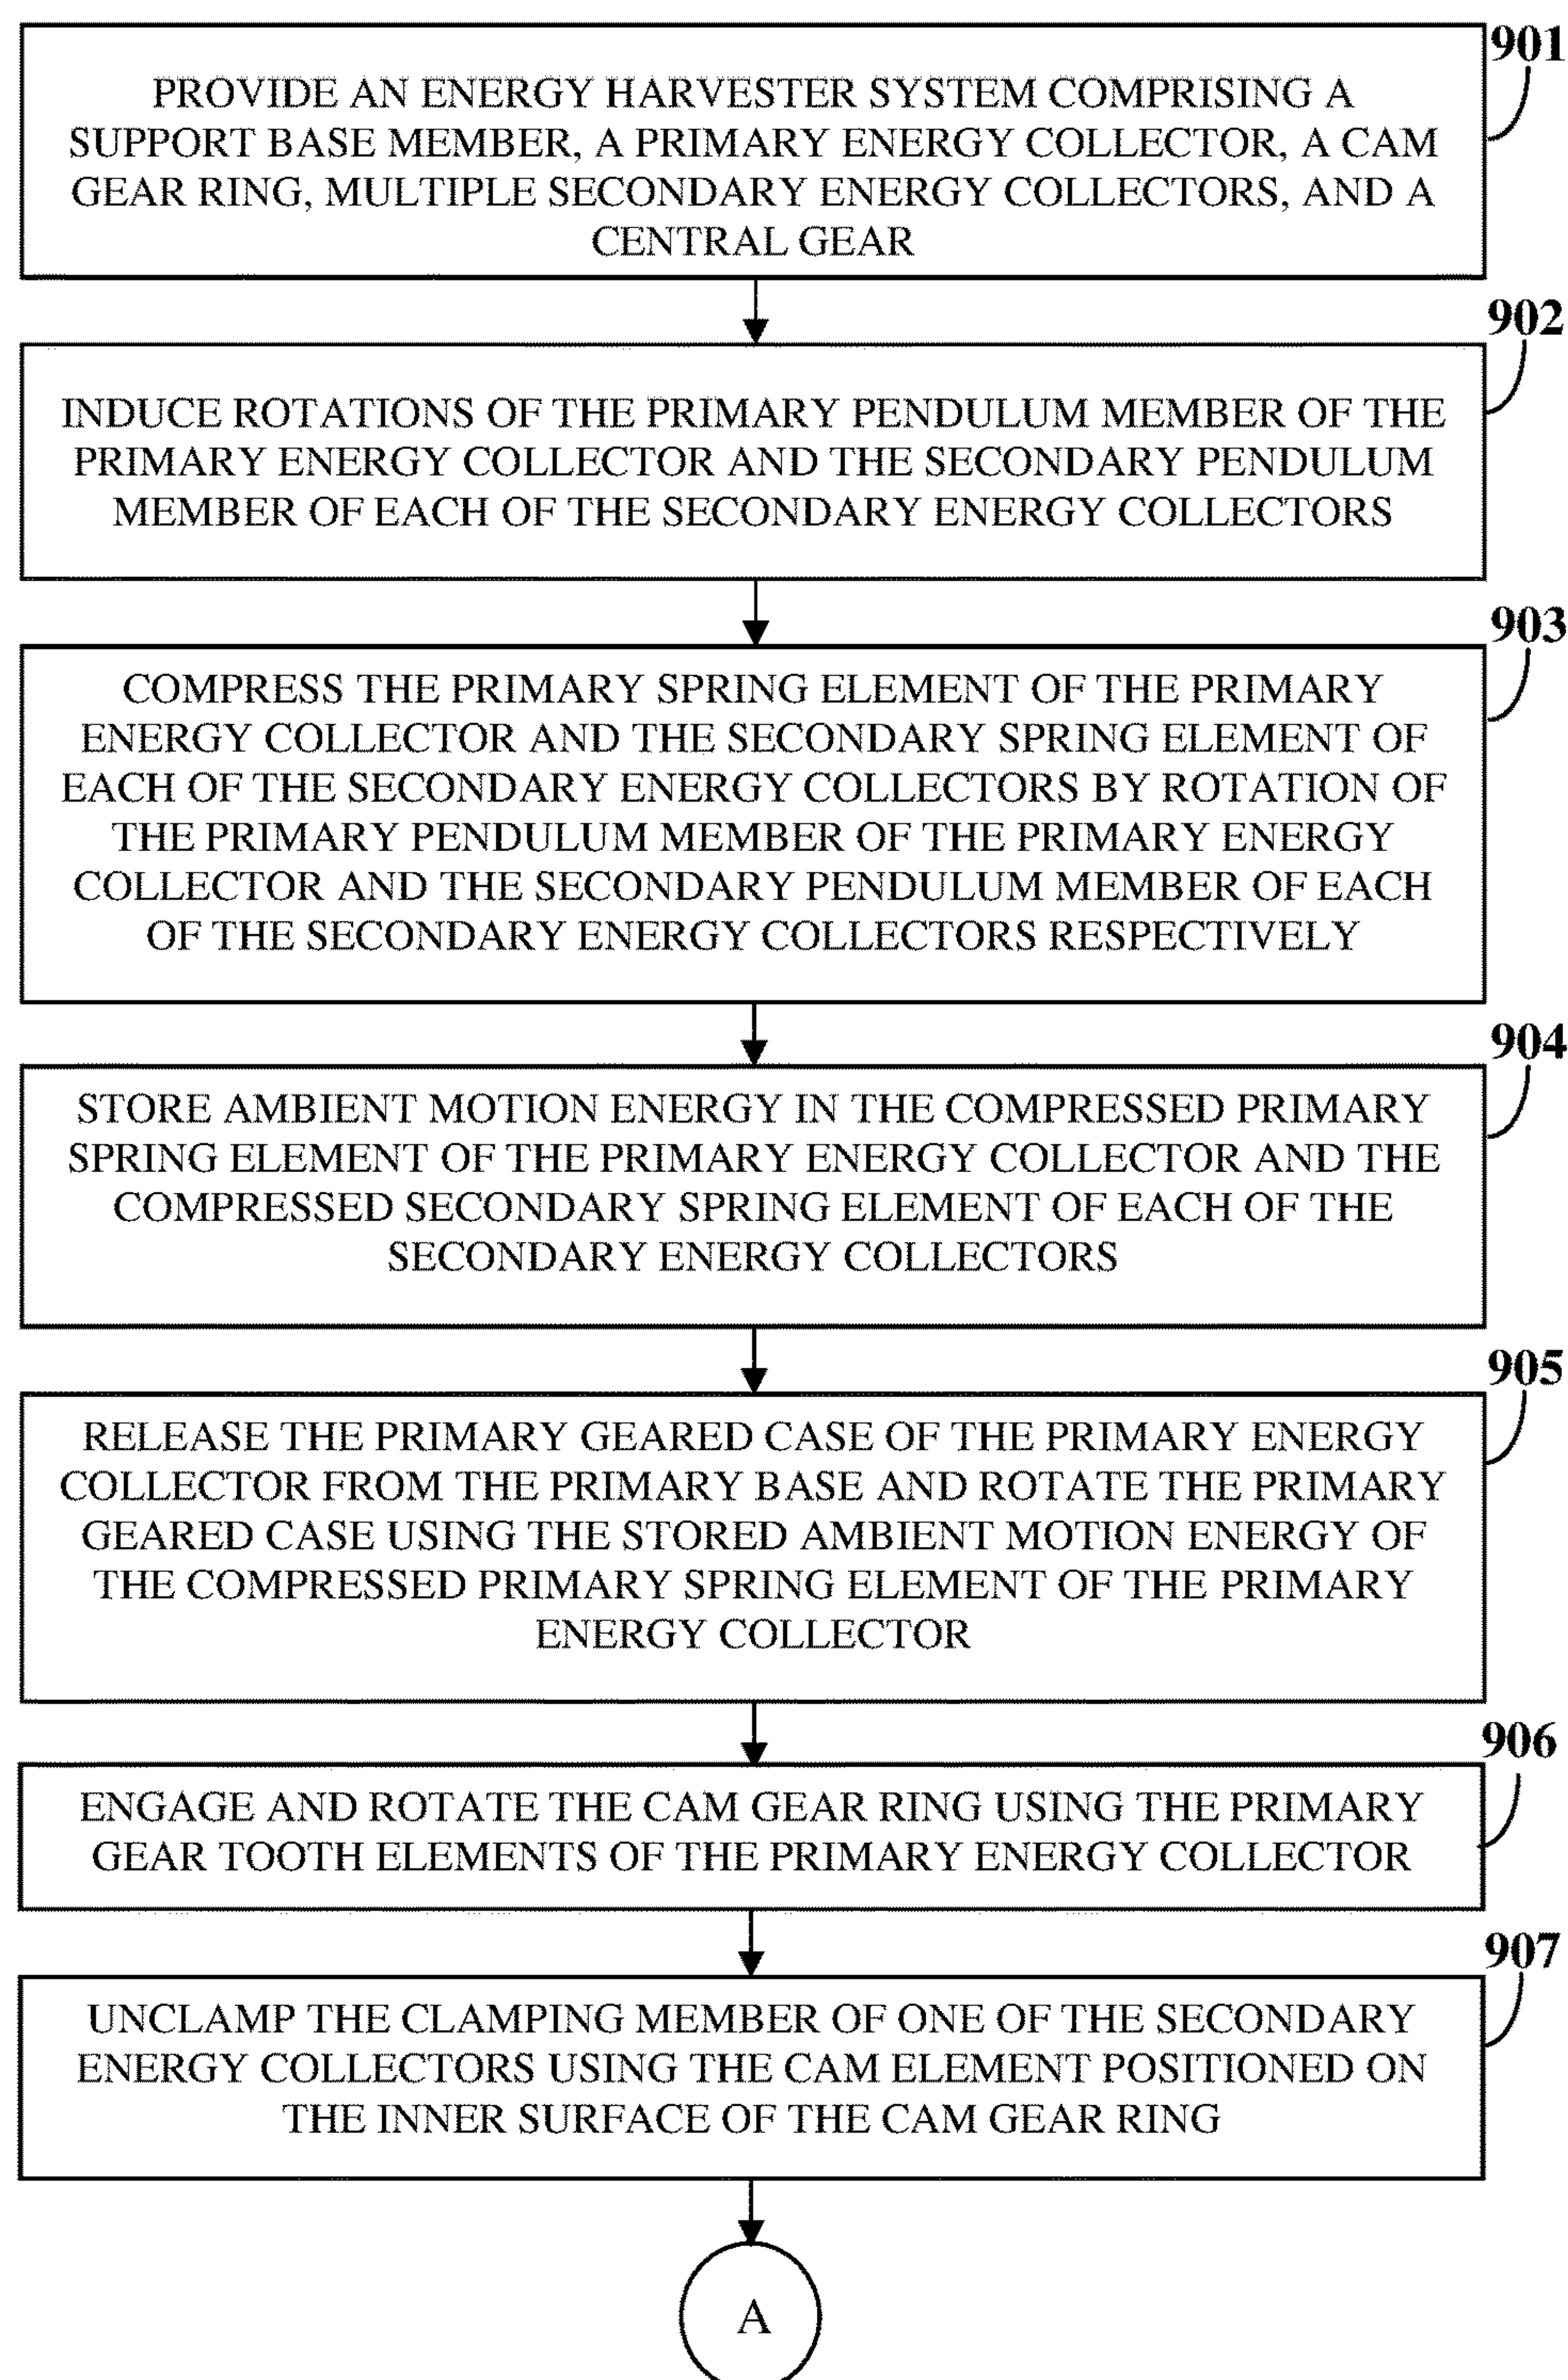 901
PROVIDE AN ENERGY HARVESTER SYSTEM COMPRISING A
SUPPORT BASE MEMBER, A PRIMARY ENERGY COLLECTOR, A CAM
GEAR RING, MULTIPLE SECONDARY ENERGY COLLECTORS, AND A
CENTRAL GEAR
902
INDUCE ROTATIONS OF THE PRIMARY PENDULUM MEMBER OF THE
PRIMARY ENERGY COLLECTOR AND THE SECONDARY PENDULUM
MEMBER OF EACH OF THE SECONDARY ENERGY COLLECTORS
903
COMPRESS THE PRIMARY SPRING ELEMENT OF THE PRIMARY
ENERGY COLLECTOR AND THE SECONDARY SPRING ELEMENT OF
EACH OF THE SECONDARY ENERGY COLLECTORS BY ROTATION OF
THE PRIMARY PENDULUM MEMBER OF THE PRIMARY ENERGY
COLLECTOR AND THE SECONDARY PENDULUM MEMBER OF EACH
OF THE SECONDARY ENERGY COLLECTORS RESPECTIVELY
904
STORE AMBIENT MOTION ENERGY IN THE COMPRESSED PRIMARY
SPRING ELEMENT OF THE PRIMARY ENERGY COLLECTOR AND THE
COMPRESSED SECONDARY SPRING ELEMENT OF EACH OF THE
SECONDARY ENERGY COLLECTORS
905
RELEASE THE PRIMARY GEARED CASE OF THE PRIMARY ENERGY
COLLECTOR FROM THE PRIMARY BASE AND ROTATE THE PRIMARY
GEARED CASE USING THE STORED AMBIENT MOTION ENERGY OF
THE COMPRESSED PRIMARY SPRING ELEMENT OF THE PRIMARY
ENERGY COLLECTOR
906
ENGAGE AND ROTATE THE CAM GEAR RING USING THE PRIMARY
GEAR TOOTH ELEMENTS OF THE PRIMARY ENERGY COLLECTOR
907
UNCLAMP THE CLAMPING MEMBER OF ONE OF THE SECONDARY
ENERGY COLLECTORS USING THE CAM ELEMENT POSITIONED ON
THE INNER SURFACE OF THE CAM GEAR RING
A